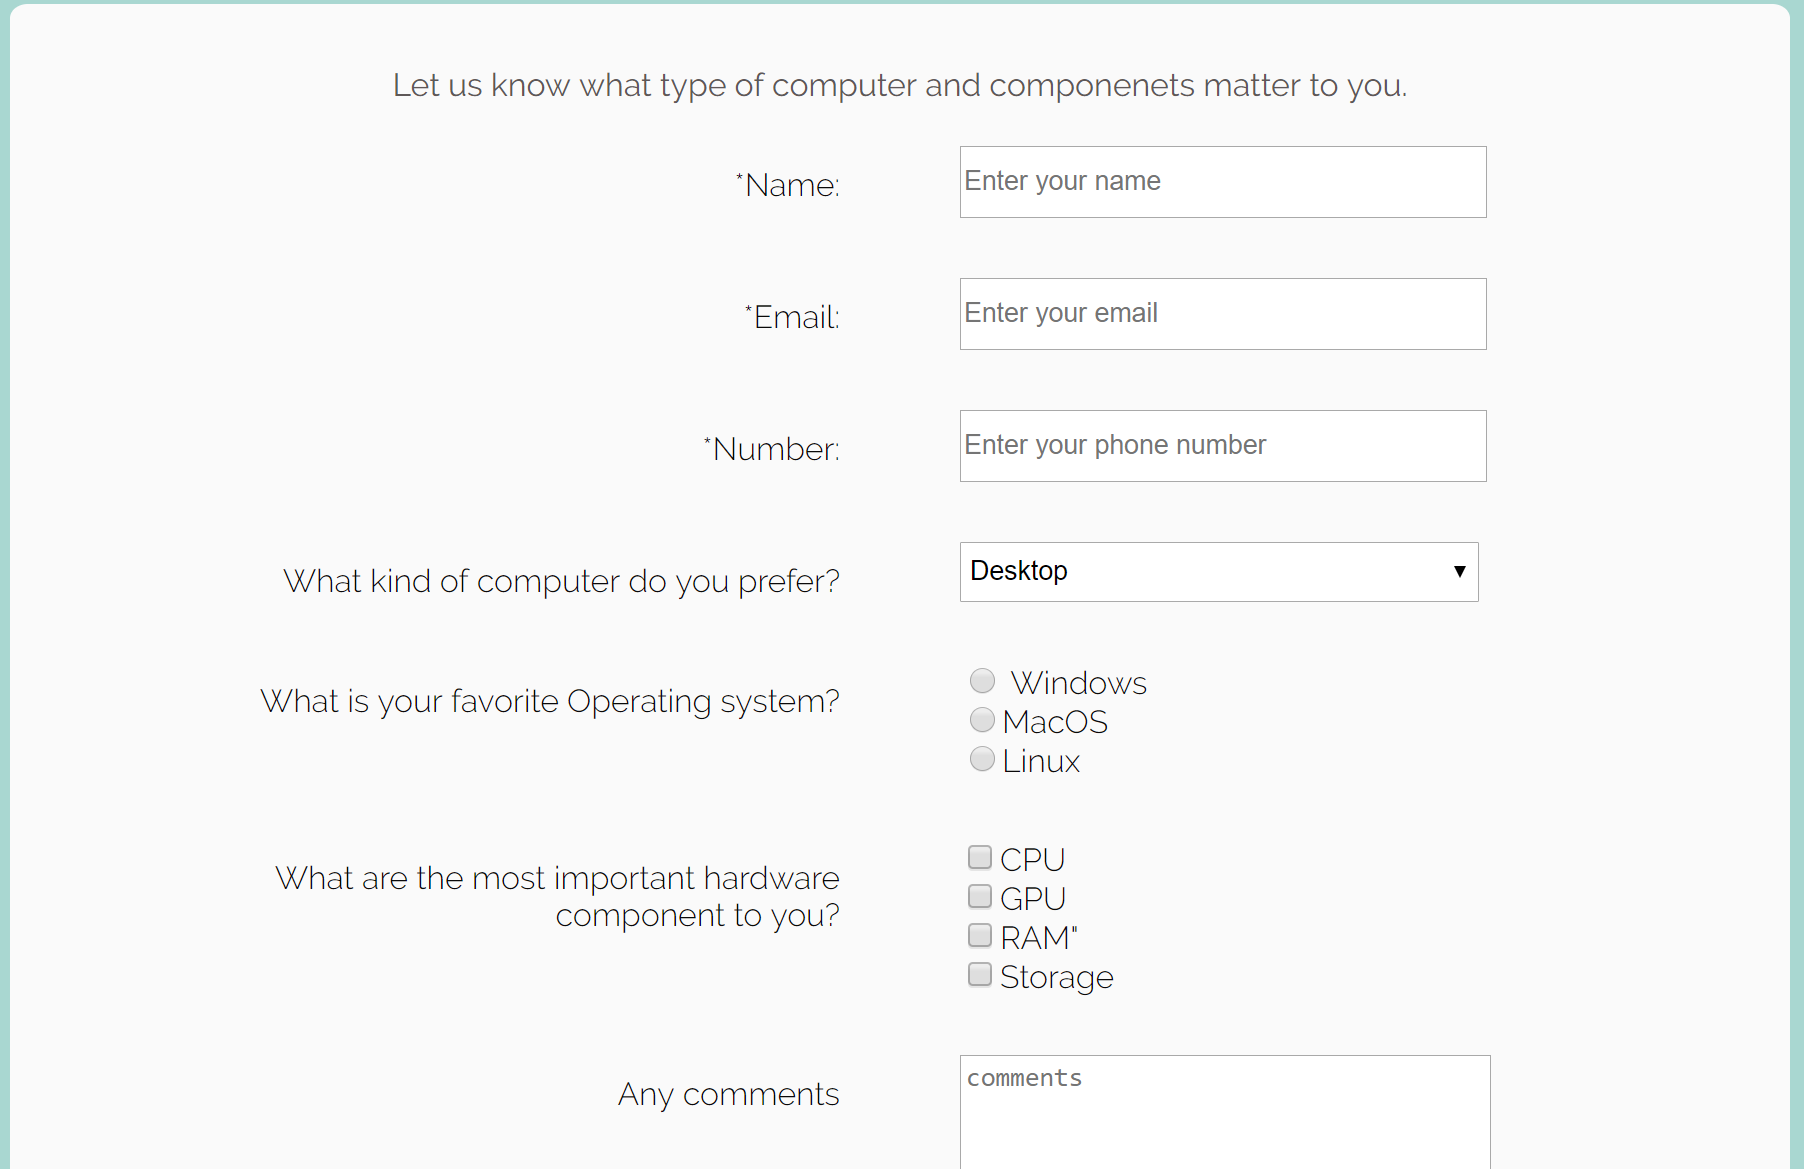 Let us know what type of computer and componenets matter to you.
*Name:
Enter your name
*Email:
Enter your email
*Number:
Enter your phone number
What kind of computer do you prefer?
Desktop
What is your favorite Operating system?
Windows
MacOS
Linux
What are the most important hardware
component to you?
CPU
GPU
RAM"
Storage
Any comments
comments